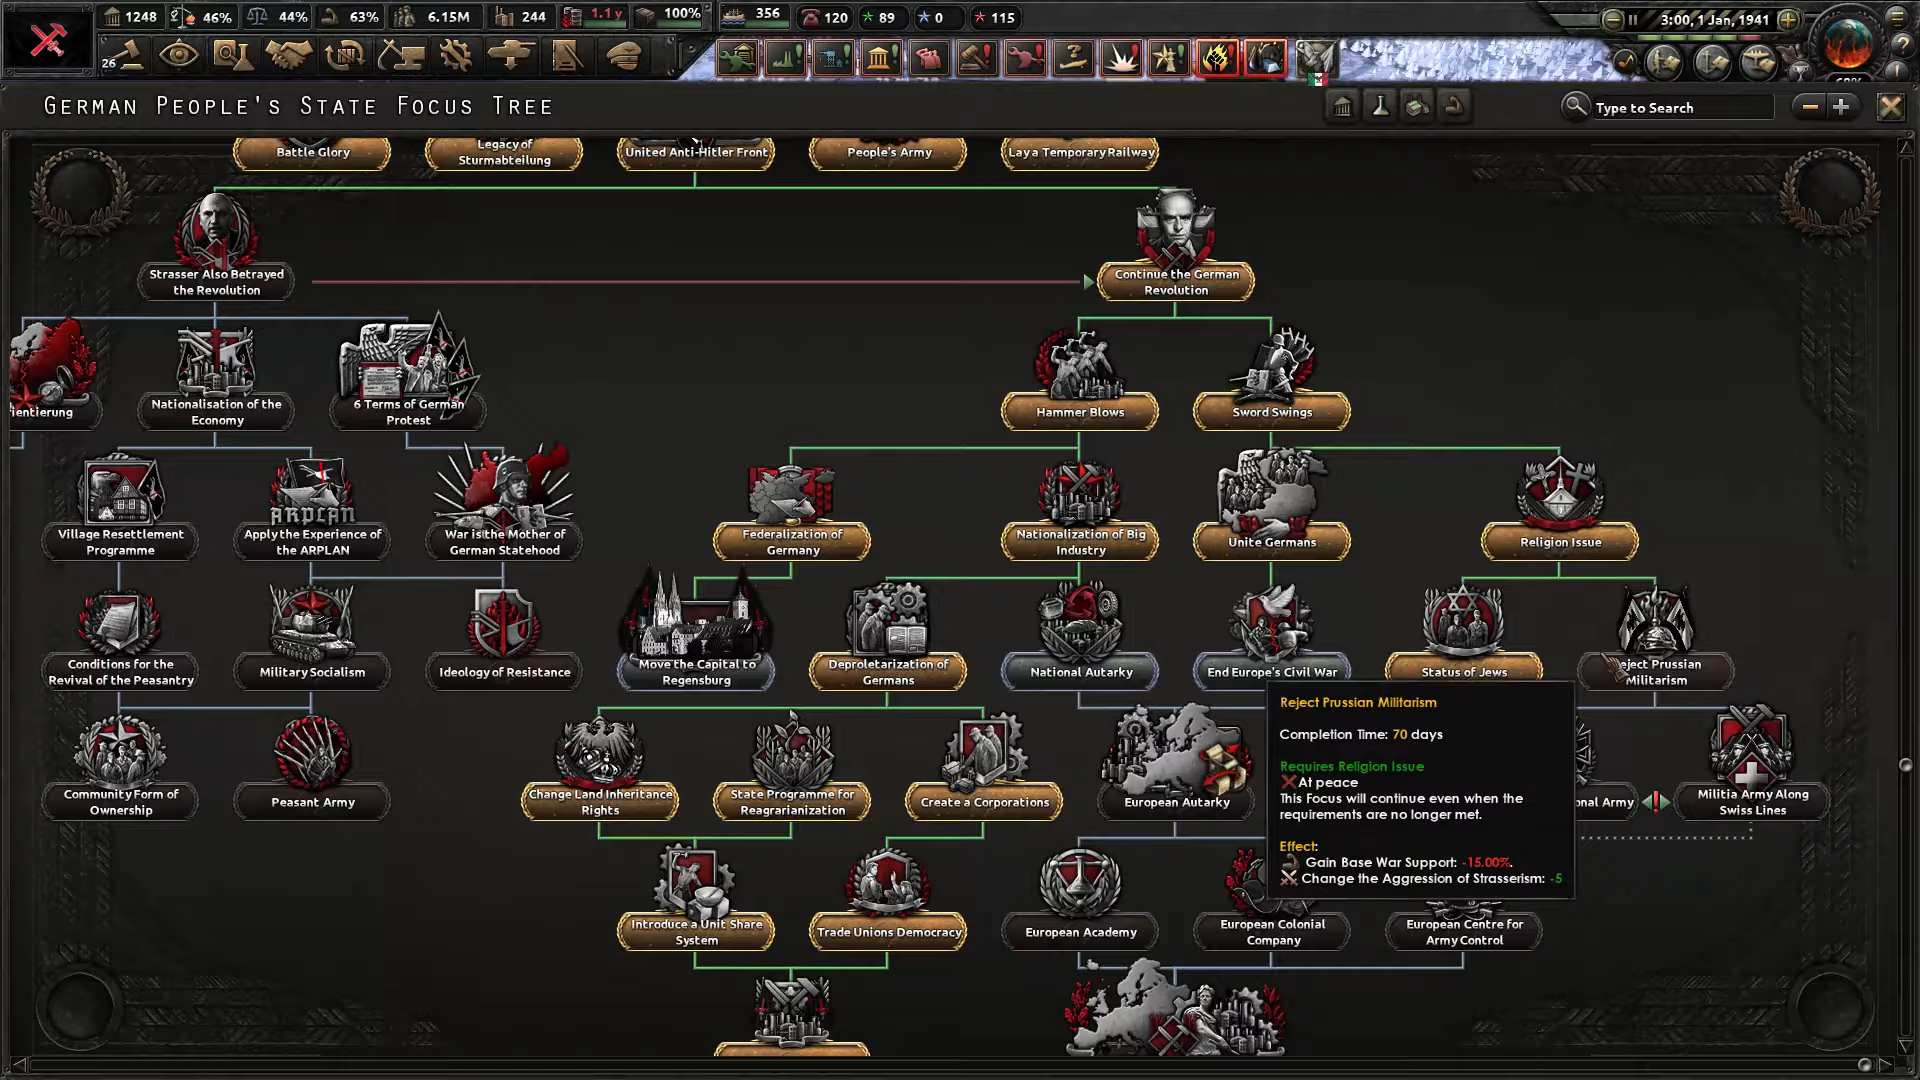 1248
46%
44%
63%
6.15M
244
1.1 y
100%
356
120
89
0
115
3:00, 1 Jan, 1941
26
GERMAN PEOPLE'S STATE FOCUS TREE
Type to Search
Battle Glory
Legacy of
Sturmabteilung
United Anti-Hitler Front
People's Army
Lay a Temporary Railway
Strasser Also Betrayed
the Revolution
Continue the German
Revolution
ientierung
Nationalisation of the
Economy
6 Terms of German
Protest
Hammer Blows
Sword Swings
Village Resettlement
Programme
ARPLAN
Apply the Experience of
the ARPLAN
War is the Mother of
German Statehood
Federalization of
Germany
Nationalization of Big
Industry
Unite Germans
Religion Issue
Conditions for the
Revival of the Peasantry
Military Socialism
Ideology of Resistance
Move the Capital to
Regensburg
Deproletarization of
Germans
National Autarky
End Europe's Civil War
Status of Jews
eject Prussian
Militarism
Community Form of
Ownership
Peasant Army
Change Land Inheritance
Rights
State Programme for
Reagrarianization
Create a Corporations
European Autarky
onal Army
Militia Army Along
Swiss Lines
Reject Prussian Militarism
Completion Time: 70 days
Requires Religion Issue
At peace
This Focus will continue even when the
requirements are no longer met.
Effect:
Gain Base War Support: -15.00%.
Change the Aggression of Strasserism: -5
Introduce a Unit Share
System
Trade Unions Democracy
European Academy
European Colonial
Company
European Centre for
Army Control